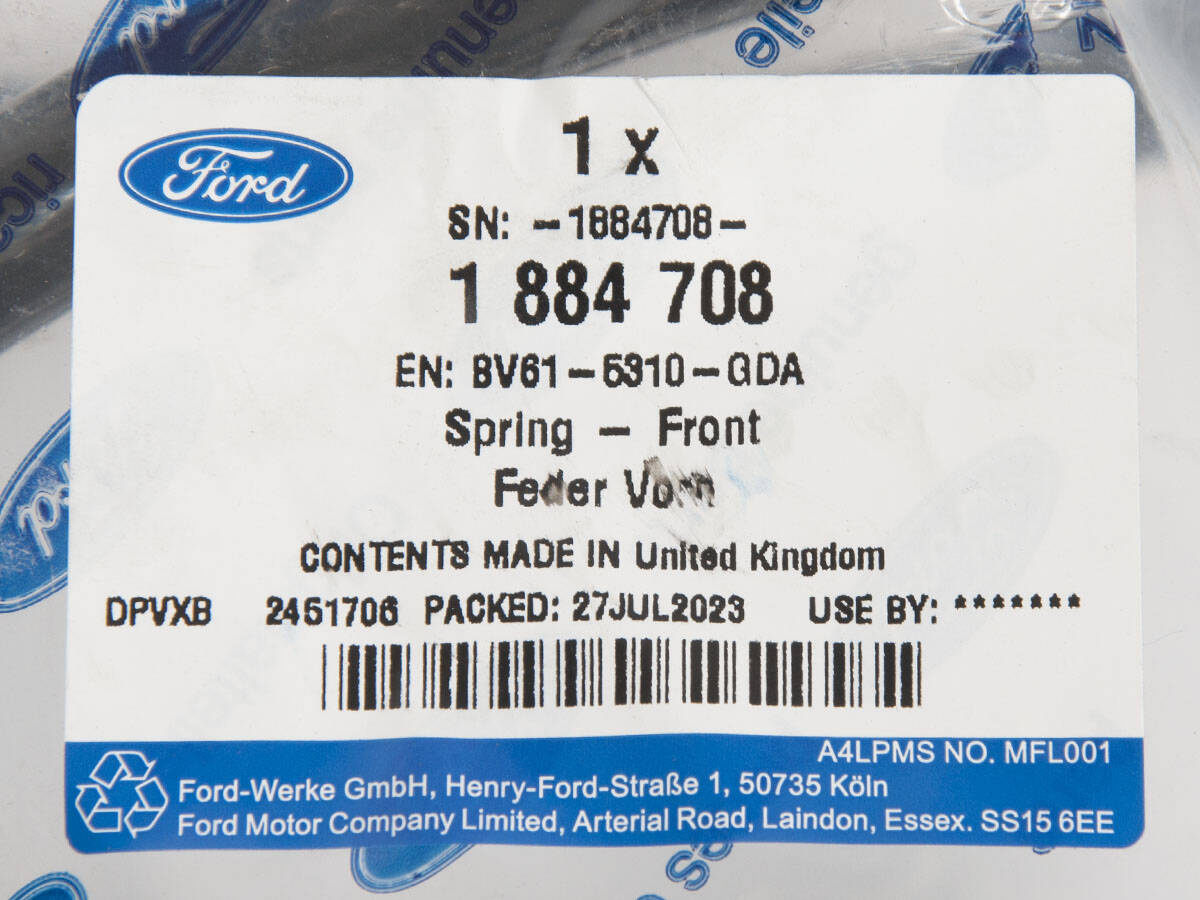 Ford
1 x
SN: -1884708-
1 884 708
EN: BV61-5310-GDA
Spring - Front
Feder Vorn
CONTENTS MADE IN United Kingdom
DPVXB 2451706 PACKED: 27JUL2023 USE BY: *******
A4LPMS NO. MFL001
Ford-Werke GmbH, Henry-Ford-Straße 1, 50735 Köln
Ford Motor Company Limited, Arterial Road, Laindon, Essex. SS15 6EE